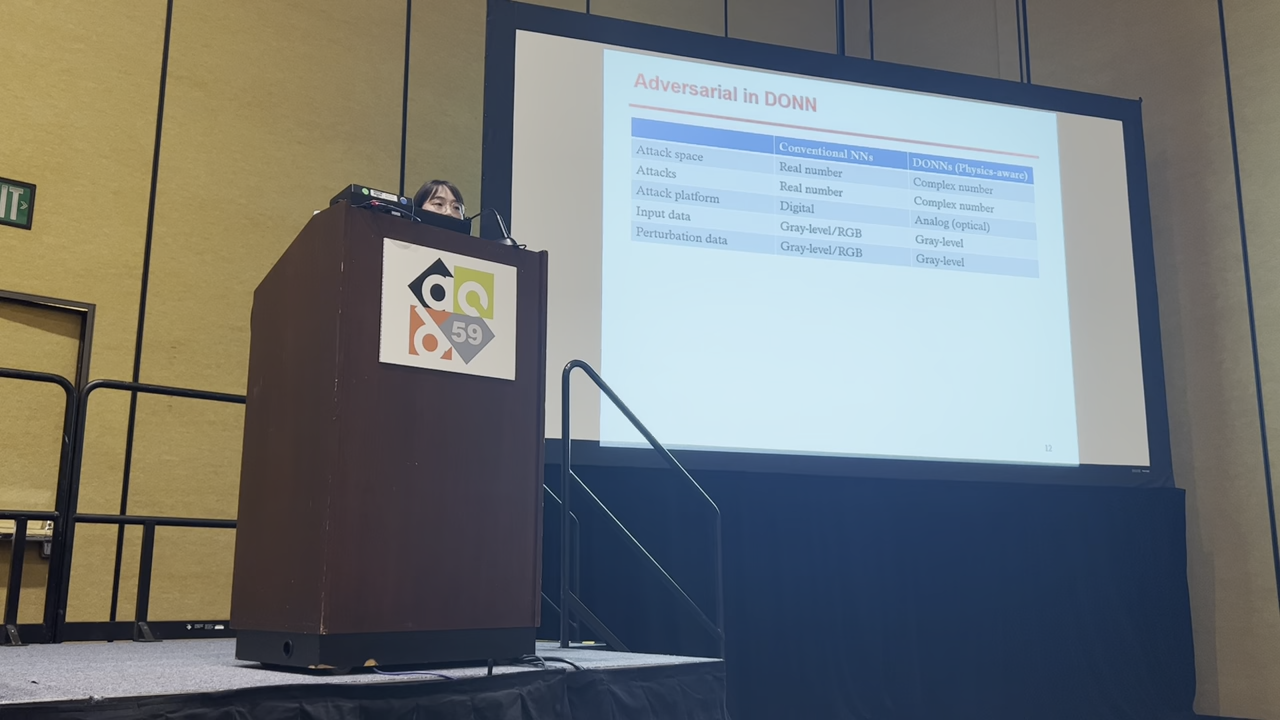 Adversarial in DONN
Conventional NNs DONNs (Physics-aware)
Attack space Real number Complex number
Attacks Real number Complex number
Attack platform Digital Analog (optical)
Input data Gray-level/RGB Gray-level
Perturbation data Gray-level/RGB Gray-level
dac
59
IT